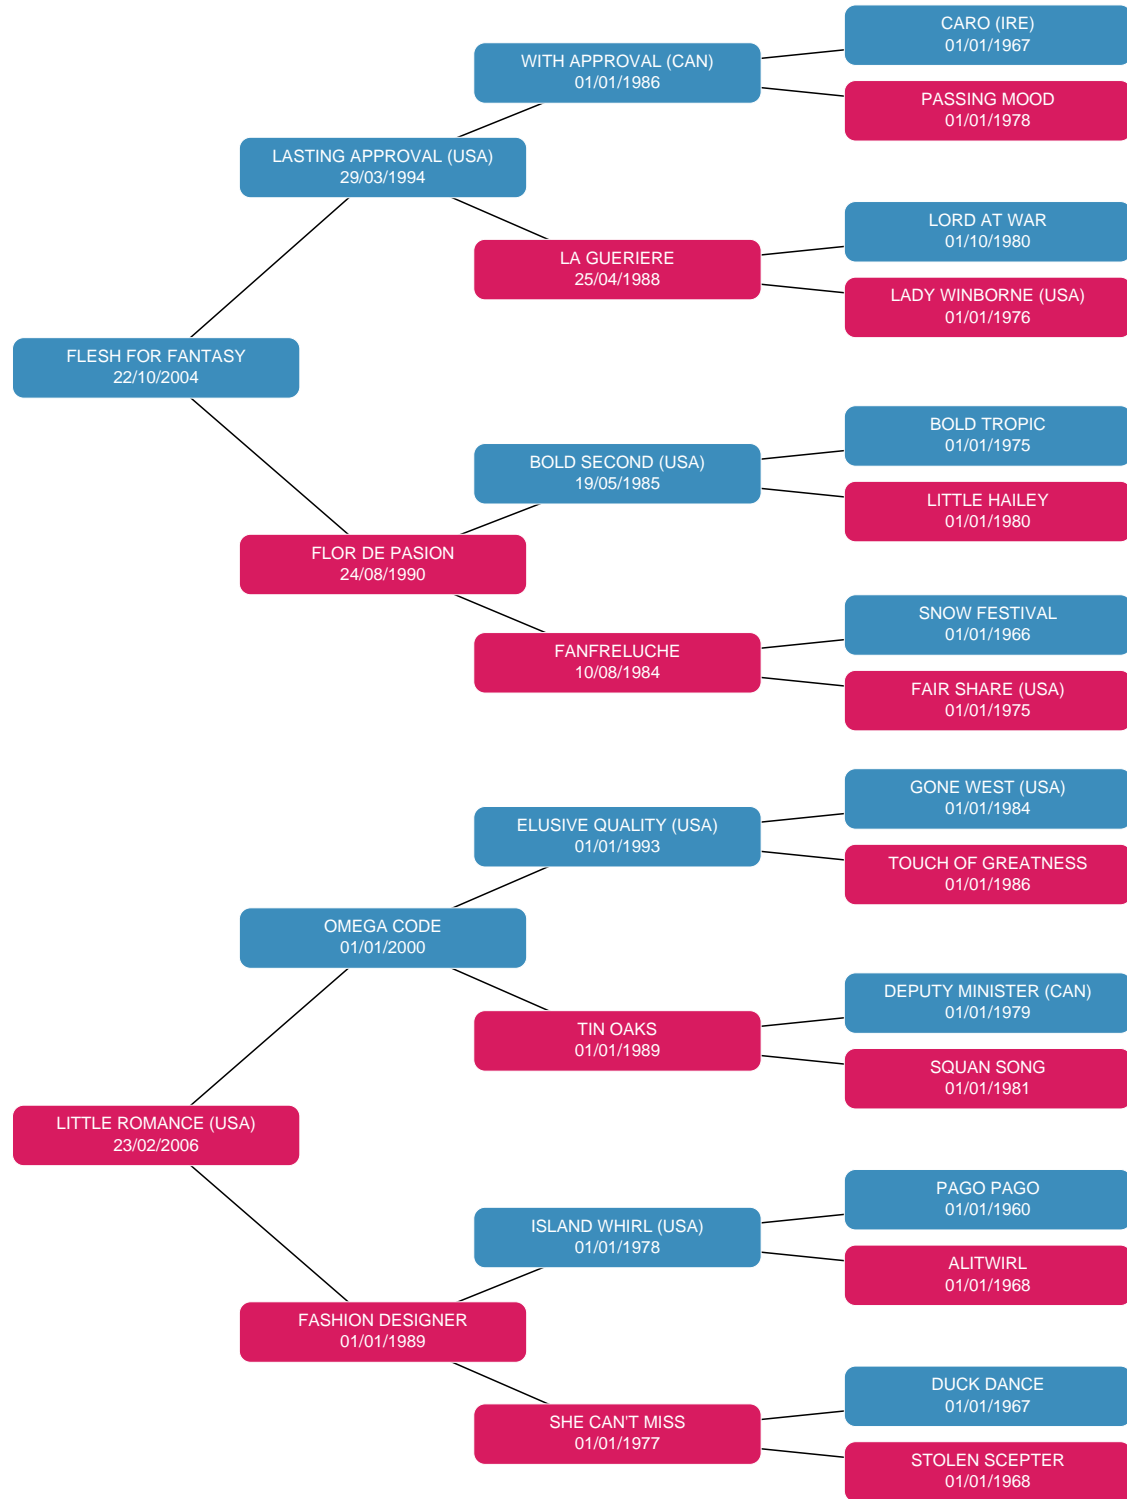 CARO (IRE)
01/01/1967
WITH APPROVAL (CAN)
01/01/1986
PASSING MOOD
01/01/1978
LASTING APPROVAL (USA)
29/03/1994
LORD AT WAR
01/10/1980
LA GUERIERE
25/04/1988
LADY WINBORNE (USA)
01/01/1976
FLESH FOR FANTASY
22/10/2004
BOLD TROPIC
01/01/1975
BOLD SECOND (USA)
19/05/1985
LITTLE HAILEY
01/01/1980
FLOR DE PASION
24/08/1990
SNOW FESTIVAL
01/01/1966
FANFRELUCHE
10/08/1984
FAIR SHARE (USA)
01/01/1975
GONE WEST (USA)
01/01/1984
ELUSIVE QUALITY (USA)
01/01/1993
TOUCH OF GREATNESS
01/01/1986
OMEGA CODE
01/01/2000
DEPUTY MINISTER (CAN)
01/01/1979
TIN OAKS
01/01/1989
SQUAN SONG
01/01/1981
LITTLE ROMANCE (USA)
23/02/2006
PAGO PAGO
01/01/1960
ISLAND WHIRL (USA)
01/01/1978
ALITWIRL
01/01/1968
FASHION DESIGNER
01/01/1989
DUCK DANCE
01/01/1967
SHE CAN'T MISS
01/01/1977
STOLEN SCEPTER
01/01/1968